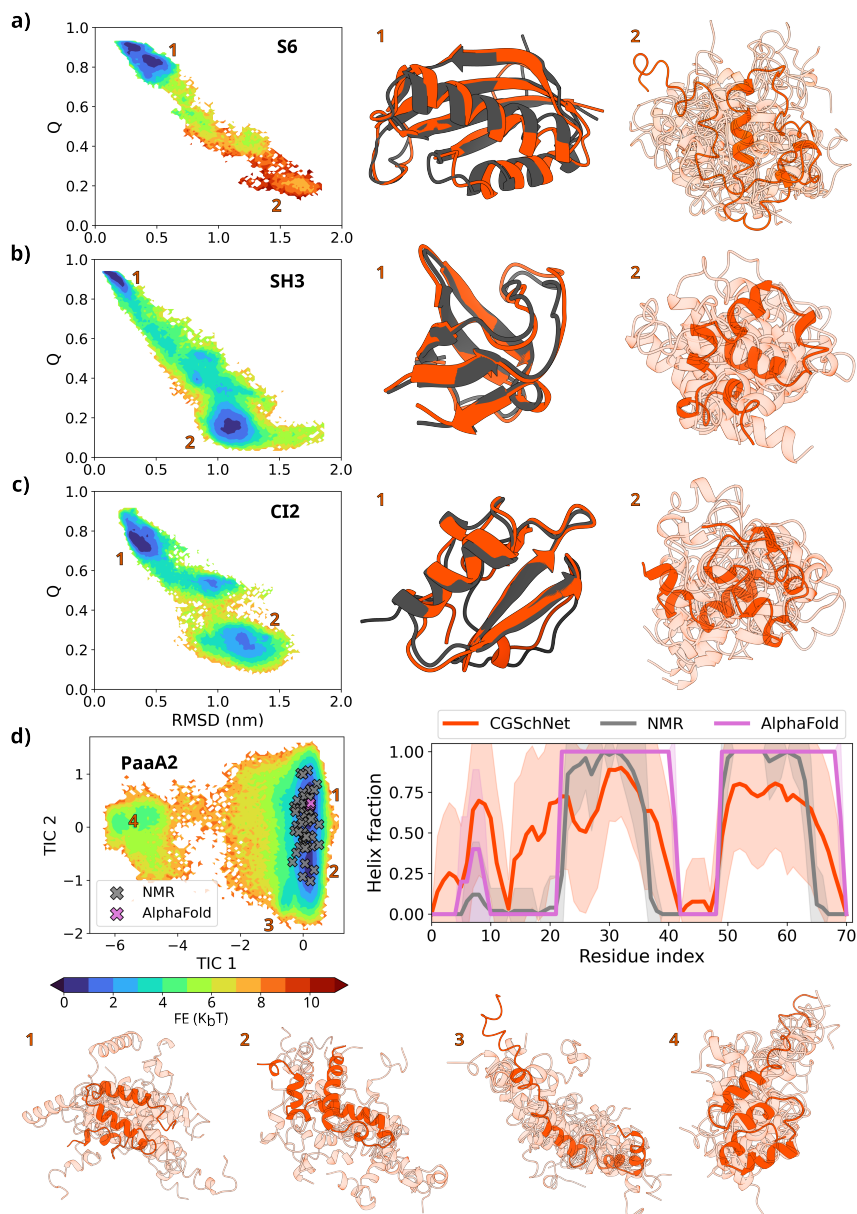 a)
1.0
0.8
0.6
0.4
0.2
0.0
Q
S6
1
2
0.0 0.5 1.0 1.5 2.0
1
2
b)
1.0
0.8
0.6
0.4
0.2
0.0
Q
SH3
1
2
0.0 0.5 1.0 1.5 2.0
1
2
c)
1.0
0.8
0.6
0.4
0.2
0.0
Q
CI2
1
2
0.0 0.5 1.0 1.5 2.0
RMSD (nm)
1
2
d)
PaaA2
1
0
−1
−2
TIC 2
4
1
2
3
NMR
AlphaFold
−6 −4 −2 0
TIC 1
0 2 4 6 8 10
FE (KbT)
CGSchNet NMR AlphaFold
1.00
0.75
0.50
0.25
0.00
Helix fraction
0 10 20 30 40 50 60 70
Residue index
1
2
3
4